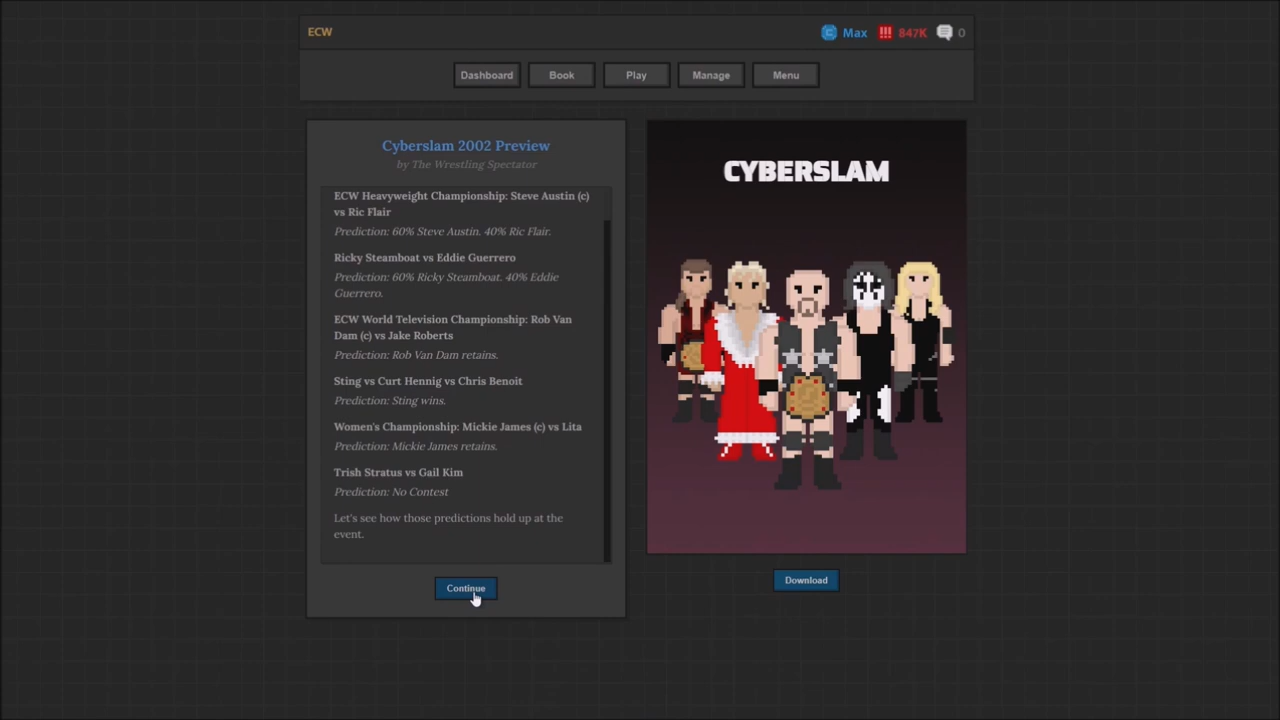 ECW
Max
847K
0
Dashboard
Book
Play
Manage
Menu
Cyberslam 2002 Preview
by The Wrestling Spectator
ECW Heavyweight Championship: Steve Austin (c)
vs Ric Flair
Prediction: 60% Steve Austin. 40% Ric Flair.
Ricky Steamboat vs Eddie Guerrero
Prediction: 60% Ricky Steamboat. 40% Eddie
Guerrero.
ECW World Television Championship: Rob Van
Dam (c) vs Jake Roberts
Prediction: Rob Van Dam retains.
Sting vs Curt Hennig vs Chris Benoit
Prediction: Sting wins.
Women's Championship: Mickie James (c) vs Lita
Prediction: Mickie James retains.
Trish Stratus vs Gail Kim
Prediction: No Contest
Let's see how those predictions hold up at the
event.
Continue
CYBERSLAM
Download